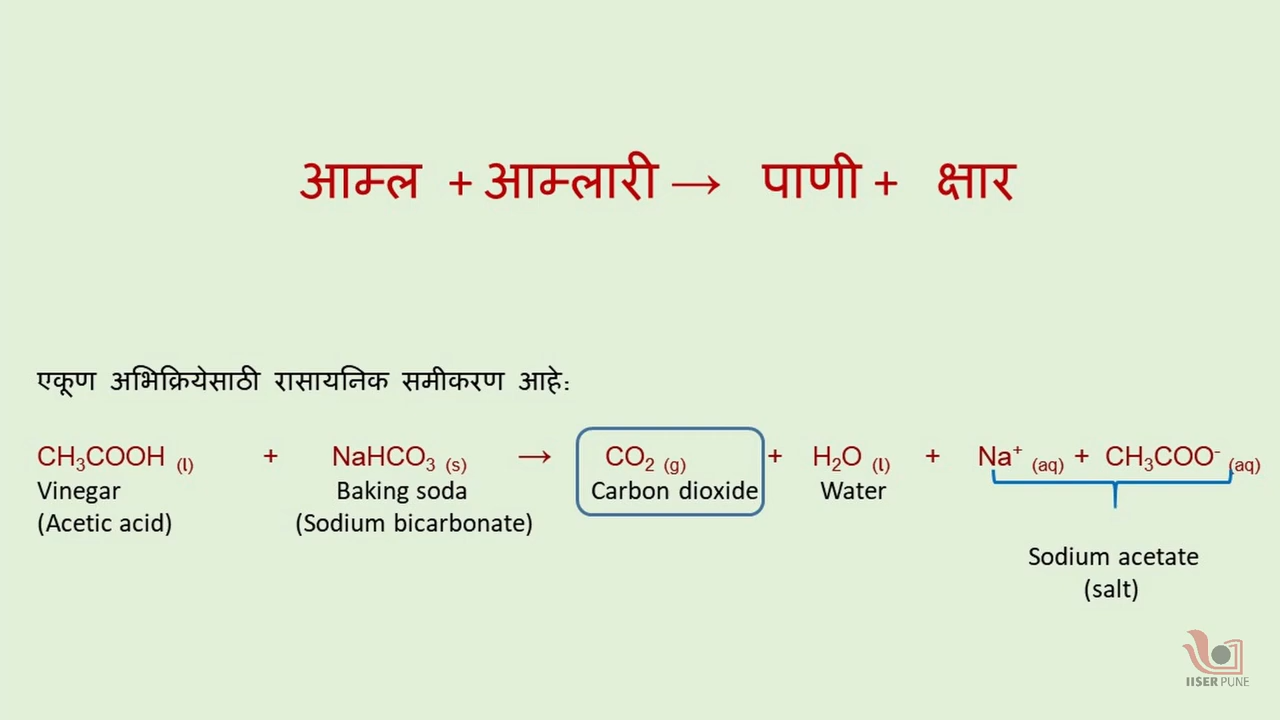 आम्ल + आम्लारी → पाणी + क्षार
एकूण अभिक्रियेसाठी रासायनिक समीकरण आहे:
CH₃COOH (l) + NaHCO₃ (s) → CO₂ (g) + H₂O (l) + Na⁺ (aq) + CH₃COO⁻ (aq)
Vinegar Baking soda Carbon dioxide Water
(Acetic acid) (Sodium bicarbonate)
Sodium acetate
(salt)
IISER PUNE